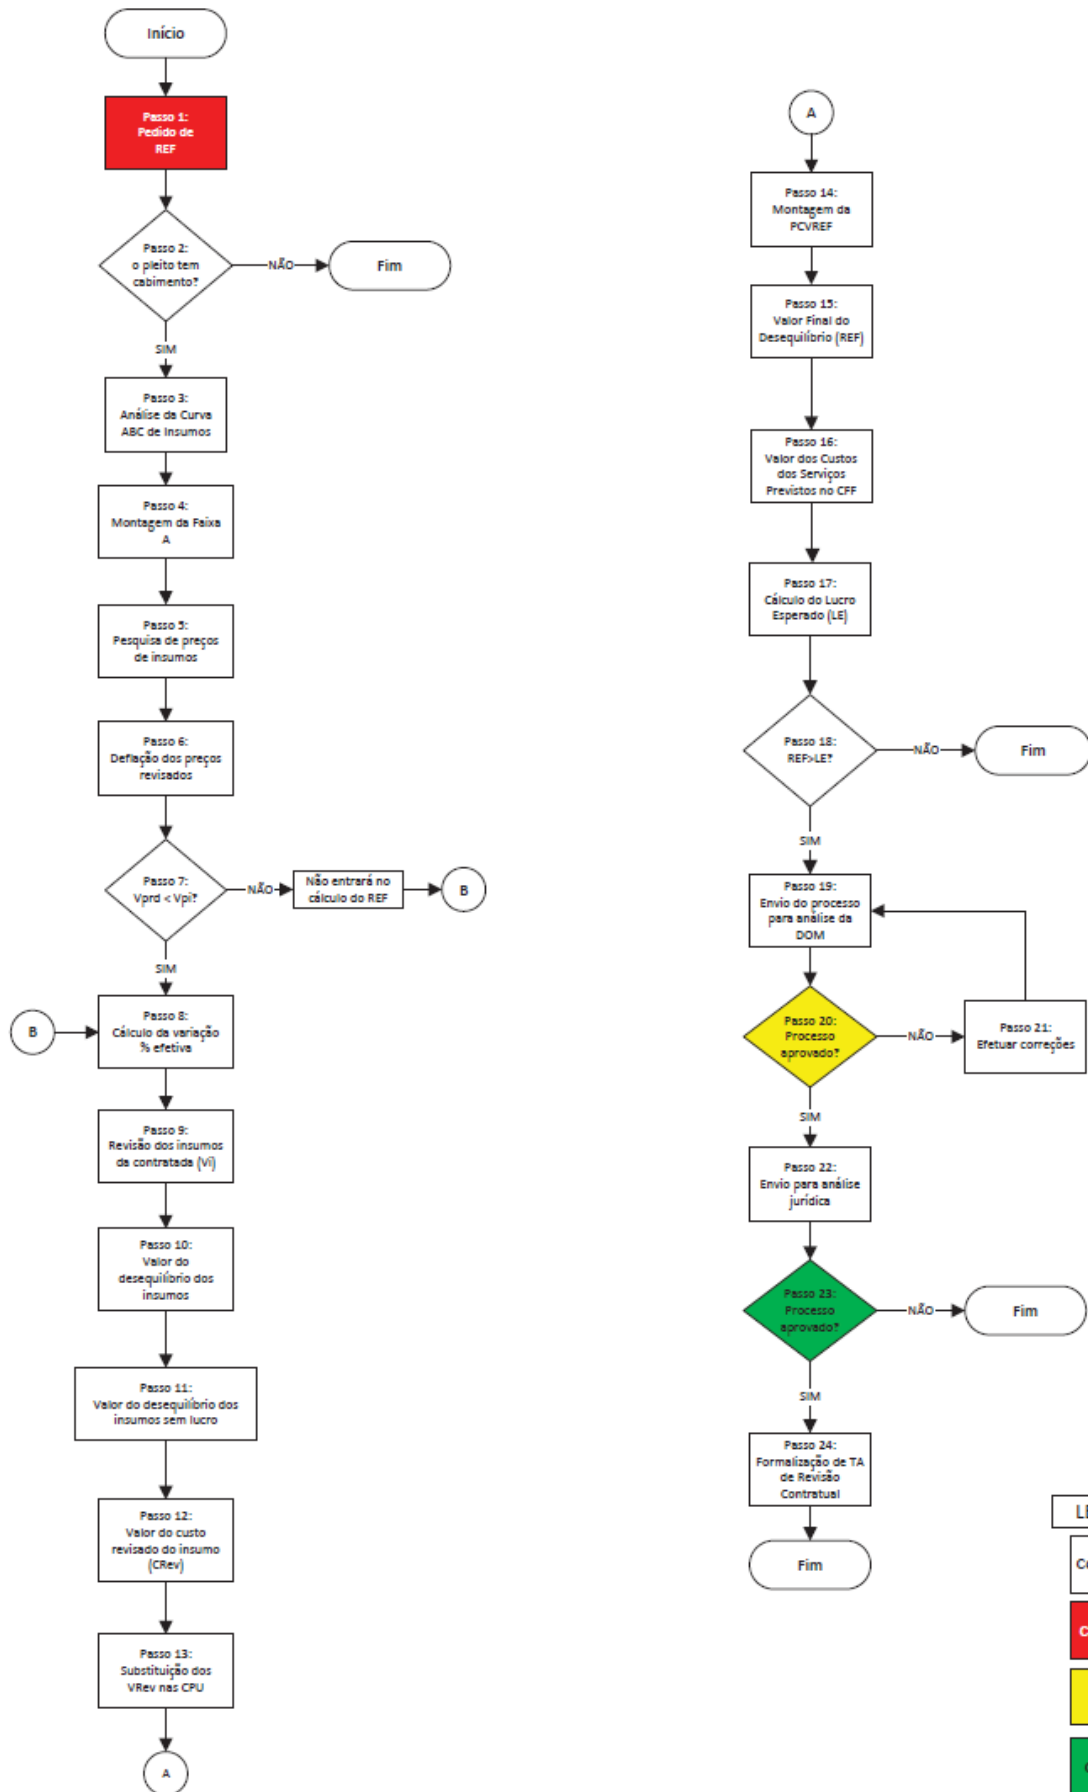 Início
Passo 1:
Pedido de
REF
Passo 2:
o pleito tem
cabimento?
NÃO
Fim
SIM
Passo 3:
Análise da Curva
ABC de Insumos
Passo 4:
Montagem da Faixa
A
Passo 5:
Pesquisa de preços
de insumos
Passo 6:
Deflação dos preços
revisados
Passo 7:
Vprd < Vpi?
NÃO
Não entrará no
cálculo do REF
B
SIM
B
Passo 8:
Cálculo da variação
% efetiva
Passo 9:
Revisão dos insumos
da contratada (Vi)
Passo 10:
Valor do
desequilíbrio dos
insumos
Passo 11:
Valor do desequilíbrio dos
insumos sem lucro
Passo 12:
Valor do custo
revisado do insumo
(CRev)
Passo 13:
Substituição dos
VRev nas CPU
A
A
Passo 14:
Montagem da
PCVREF
Passo 15:
Valor Final do
Desequilíbrio (REF)
Passo 16:
Valor dos Custos
dos Serviços
Previstos no CFF
Passo 17:
Cálculo do Lucro
Esperado (LE)
Passo 18:
REF>LE?
NÃO
Fim
SIM
Passo 19:
Envio do processo
para análise da
DOM
Passo 20:
Processo
aprovado?
NÃO
Passo 21:
Efetuar correções
SIM
Passo 22:
Envio para análise
jurídica
Passo 23:
Processo
aprovado?
NÃO
Fim
SIM
Passo 24:
Formalização de TA
de Revisão
Contratual
Fim